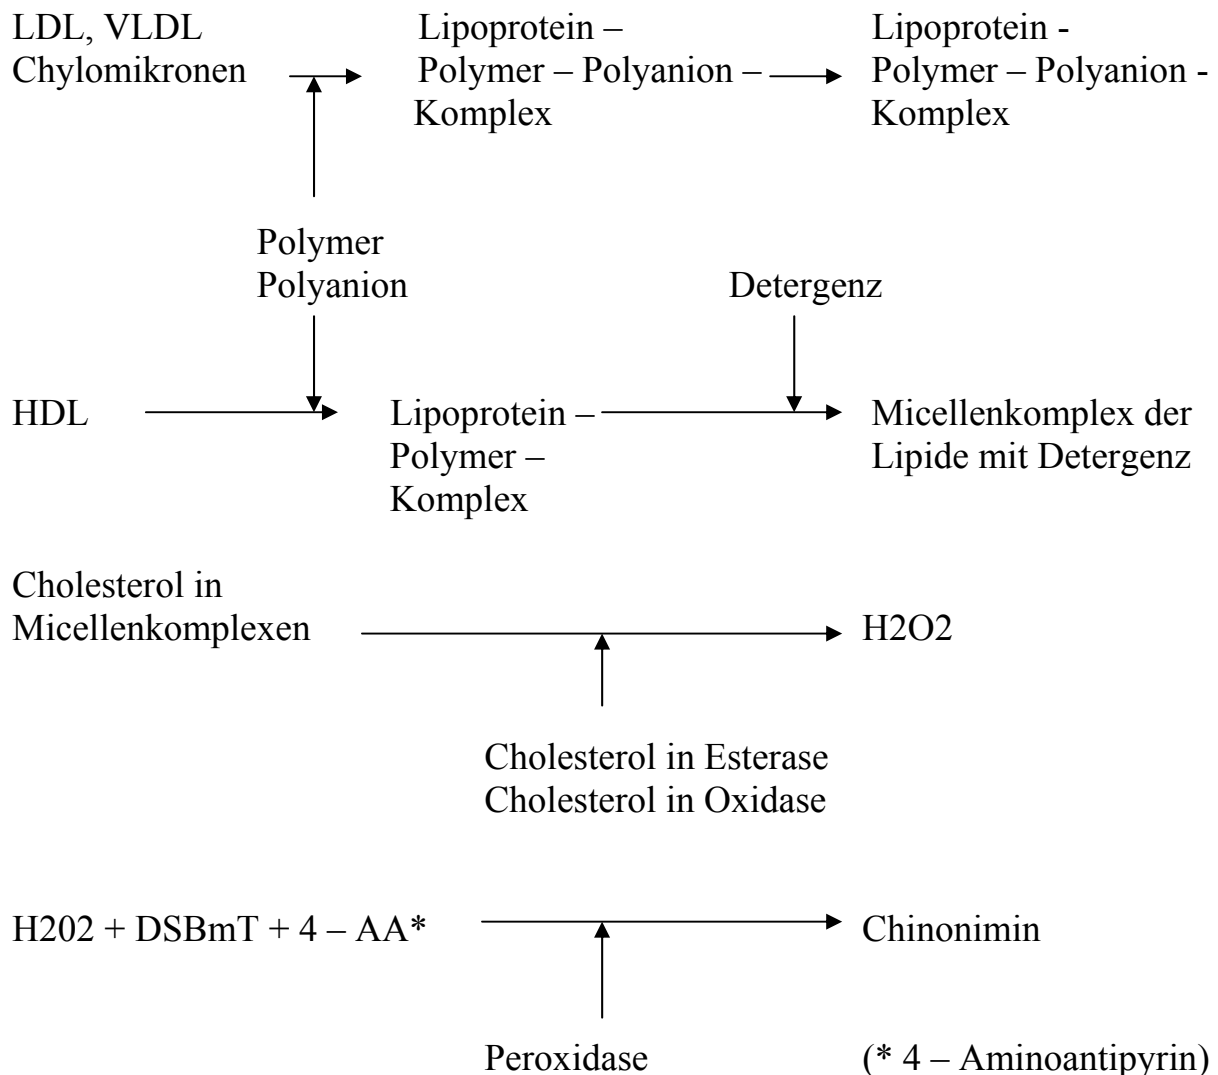 LDL, VLDL
Chylomikronen
Lipoprotein –
Polymer – Polyanion –
Komplex
Lipoprotein -
Polymer – Polyanion -
Komplex
Polymer
Polyanion
Detergenz
HDL
Lipoprotein –
Polymer –
Komplex
Micellenkomplex der
Lipide mit Detergenz
Cholesterol in
Micellenkomplexen
H2O2
Cholesterol in Esterase
Cholesterol in Oxidase
H202 + DSBmT + 4 – AA*
Chinonimin
Peroxidase
(* 4 – Aminoantipyrin)